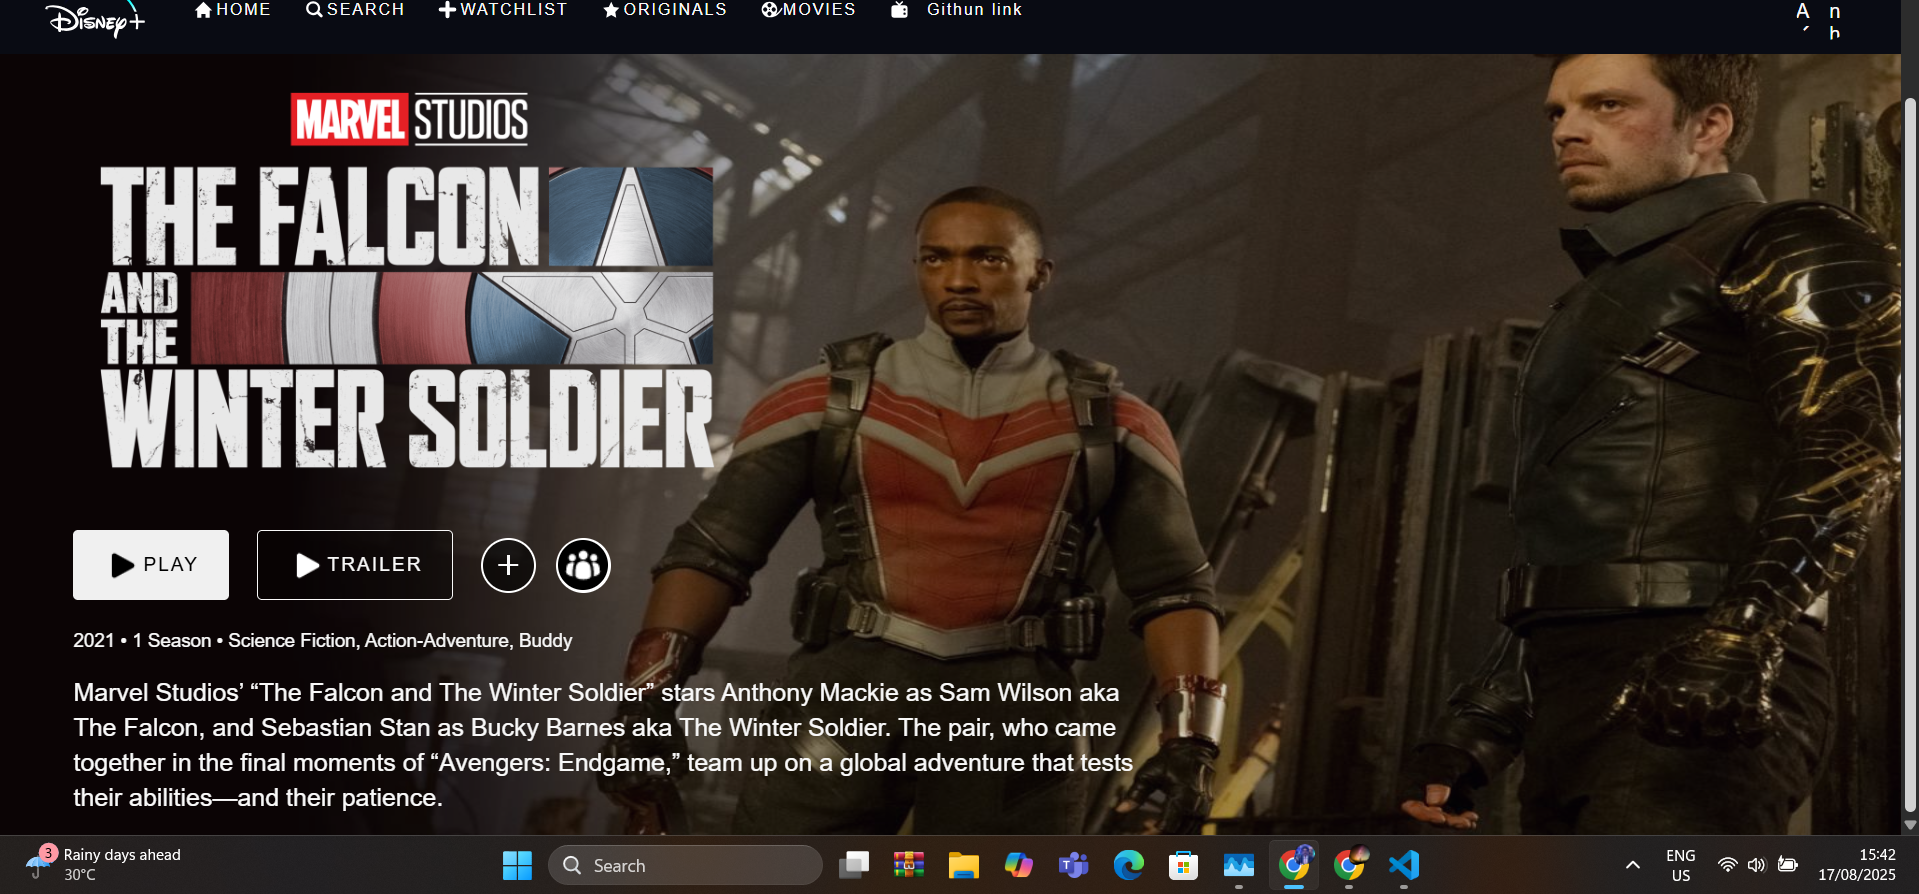 Disney+
HOME
SEARCH
WATCHLIST
ORIGINALS
MOVIES
Githun link
A n
h
MARVEL STUDIOS
THE FALCON
AND
THE
WINTER SOLDIER
PLAY
TRAILER
2021 • 1 Season • Science Fiction, Action-Adventure, Buddy
Marvel Studios’ “The Falcon and The Winter Soldier” stars Anthony Mackie as Sam Wilson aka
The Falcon, and Sebastian Stan as Bucky Barnes aka The Winter Soldier. The pair, who came
together in the final moments of “Avengers: Endgame,” team up on a global adventure that tests
their abilities—and their patience.
3
Rainy days ahead
30°C
Search
ENG
US
15:42
17/08/2025